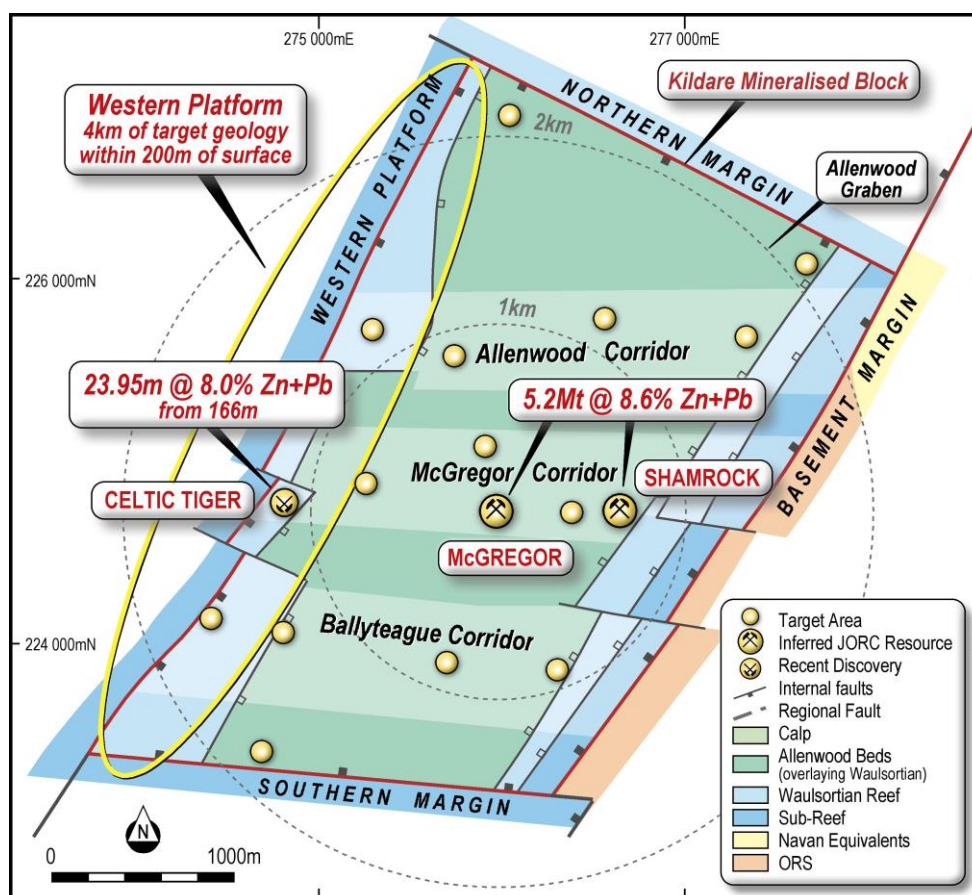 275 000mE
277 000mE
Western Platform
4km of target geology
within 200m of surface
WESTERN PLATFORM
NORTHERN MARGIN
Kildare Mineralised Block
2km
Allenwood
Graben
226 000mN
1km
Allenwood Corridor
BASEMENT MARGIN
23.95m @ 8.0% Zn+Pb
from 166m
5.2Mt @ 8.6% Zn+Pb
McGregor Corridor
SHAMROCK
CELTIC TIGER
McGREGOR
Ballyteague Corridor
224 000mN
SOUTHERN MARGIN
N
0
1000m
Target Area
Inferred JORC Resource
Recent Discovery
Internal faults
Regional Fault
Calp
Allenwood Beds
(overlaying Waulsortian)
Waulsortian Reef
Sub-Reef
Navan Equivalents
ORS